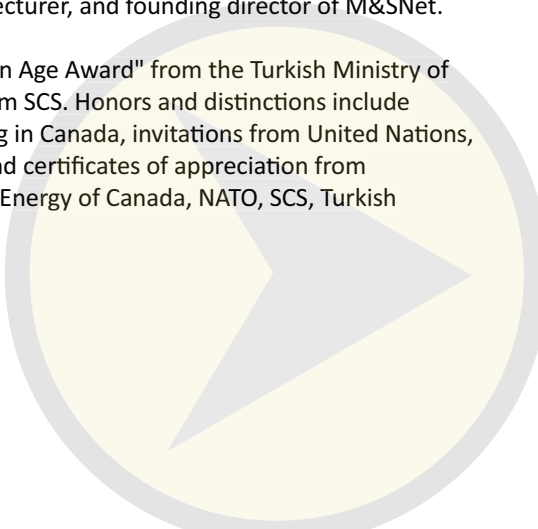 ecturer, and founding director of M&SNet.
n Age Award" from the Turkish Ministry of
m SCS. Honors and distinctions include
g in Canada, invitations from United Nations,
nd certificates of appreciation from
Energy of Canada, NATO, SCS, Turkish